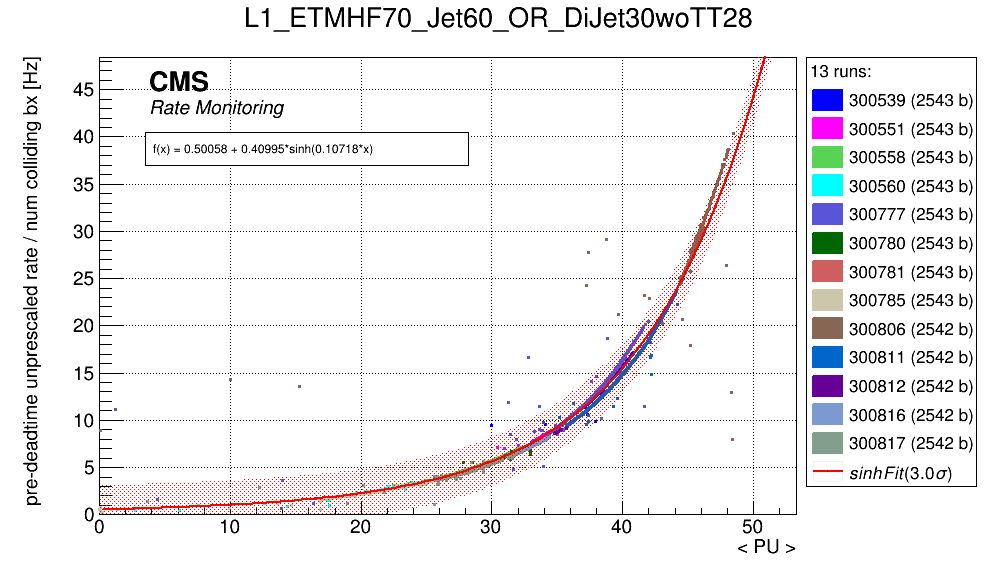 L1_ETMHF70_Jet60_OR_DiJet30woTT28
pre-deadtime unprescaled rate / num colliding bx [Hz]
CMS
Rate Monitoring
f(x) = 0.50058 + 0.40995*sinh(0.10718*x)
45
40
35
30
25
20
15
10
5
0
0 10 20 30 40 50
< PU >
13 runs:
300539 (2543 b)
300551 (2543 b)
300558 (2543 b)
300560 (2543 b)
300777 (2543 b)
300780 (2543 b)
300781 (2543 b)
300785 (2543 b)
300806 (2542 b)
300811 (2542 b)
300812 (2542 b)
300816 (2542 b)
300817 (2542 b)
sinhFit(3.0σ)